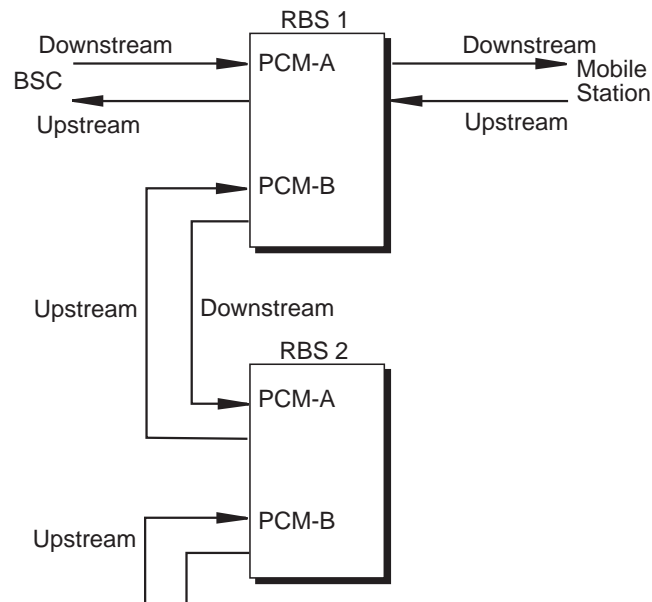 RBS 1
Downstream
Downstream
BSC
PCM-A
Mobile
Station
Upstream
Upstream
PCM-B
Upstream
Downstream
RBS 2
PCM-A
PCM-B
Upstream